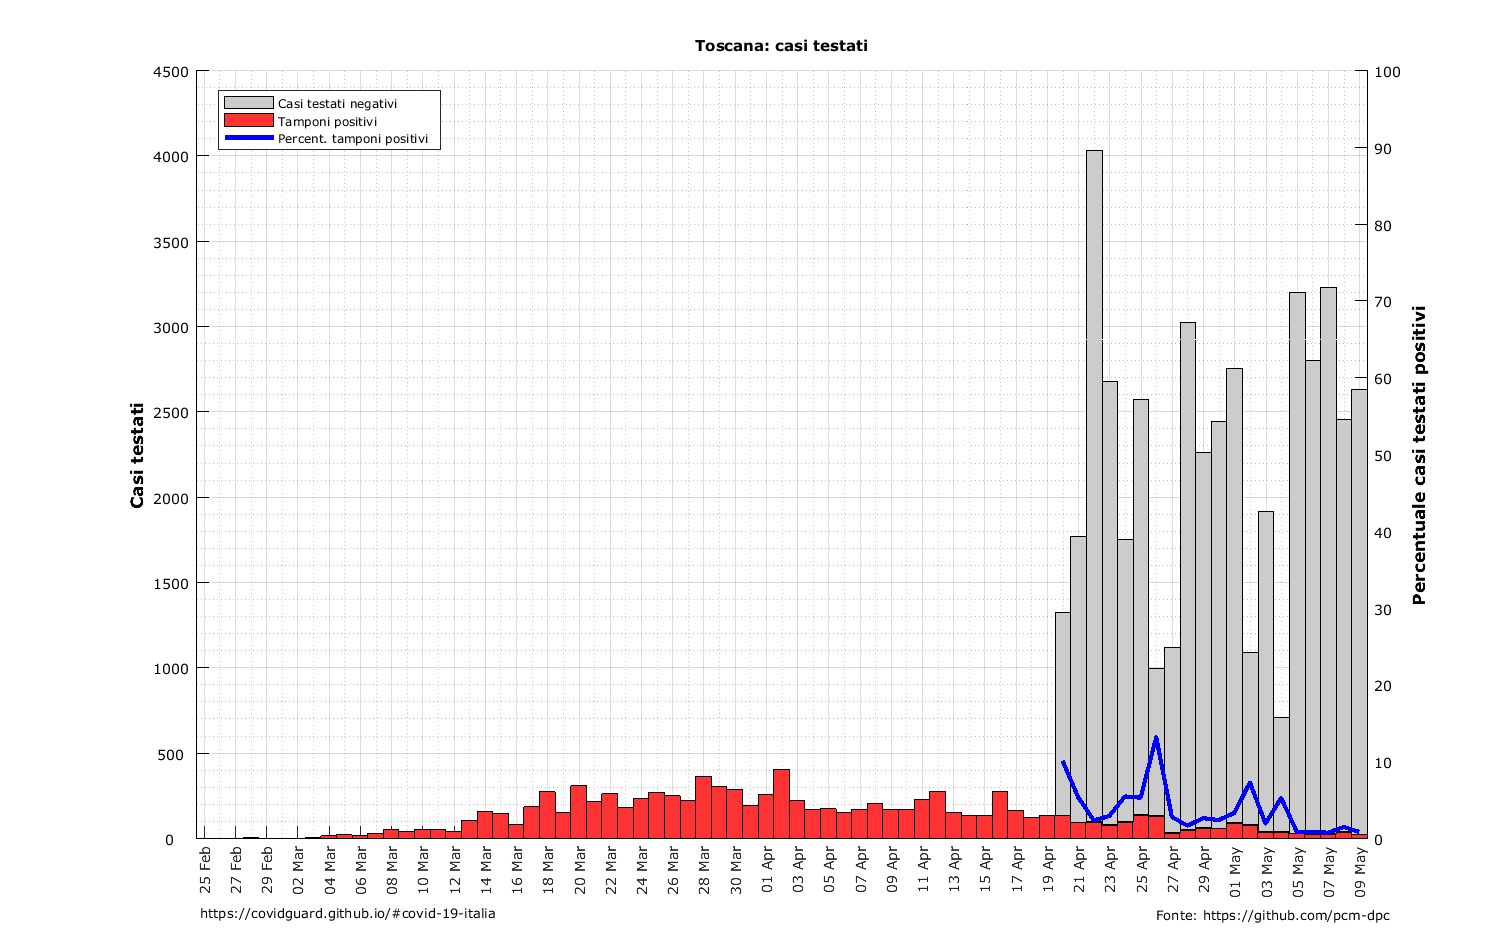 Toscana: casi testati
Casi testati negativi
Tamponi positivi
Percent. tamponi positivi
Casi testati
4500
4000
3500
3000
2500
2000
1500
1000
500
0
100
90
80
70
60
50
40
30
20
10
0
Percentuale casi testati positivi
25 Feb
27 Feb
29 Feb
02 Mar
04 Mar
06 Mar
08 Mar
10 Mar
12 Mar
14 Mar
16 Mar
18 Mar
20 Mar
22 Mar
24 Mar
26 Mar
28 Mar
30 Mar
01 Apr
03 Apr
05 Apr
07 Apr
09 Apr
11 Apr
13 Apr
15 Apr
17 Apr
19 Apr
21 Apr
23 Apr
25 Apr
27 Apr
29 Apr
01 May
03 May
05 May
07 May
09 May
https://covidguard.github.io/#covid-19-italia
Fonte: https://github.com/pcm-dpc